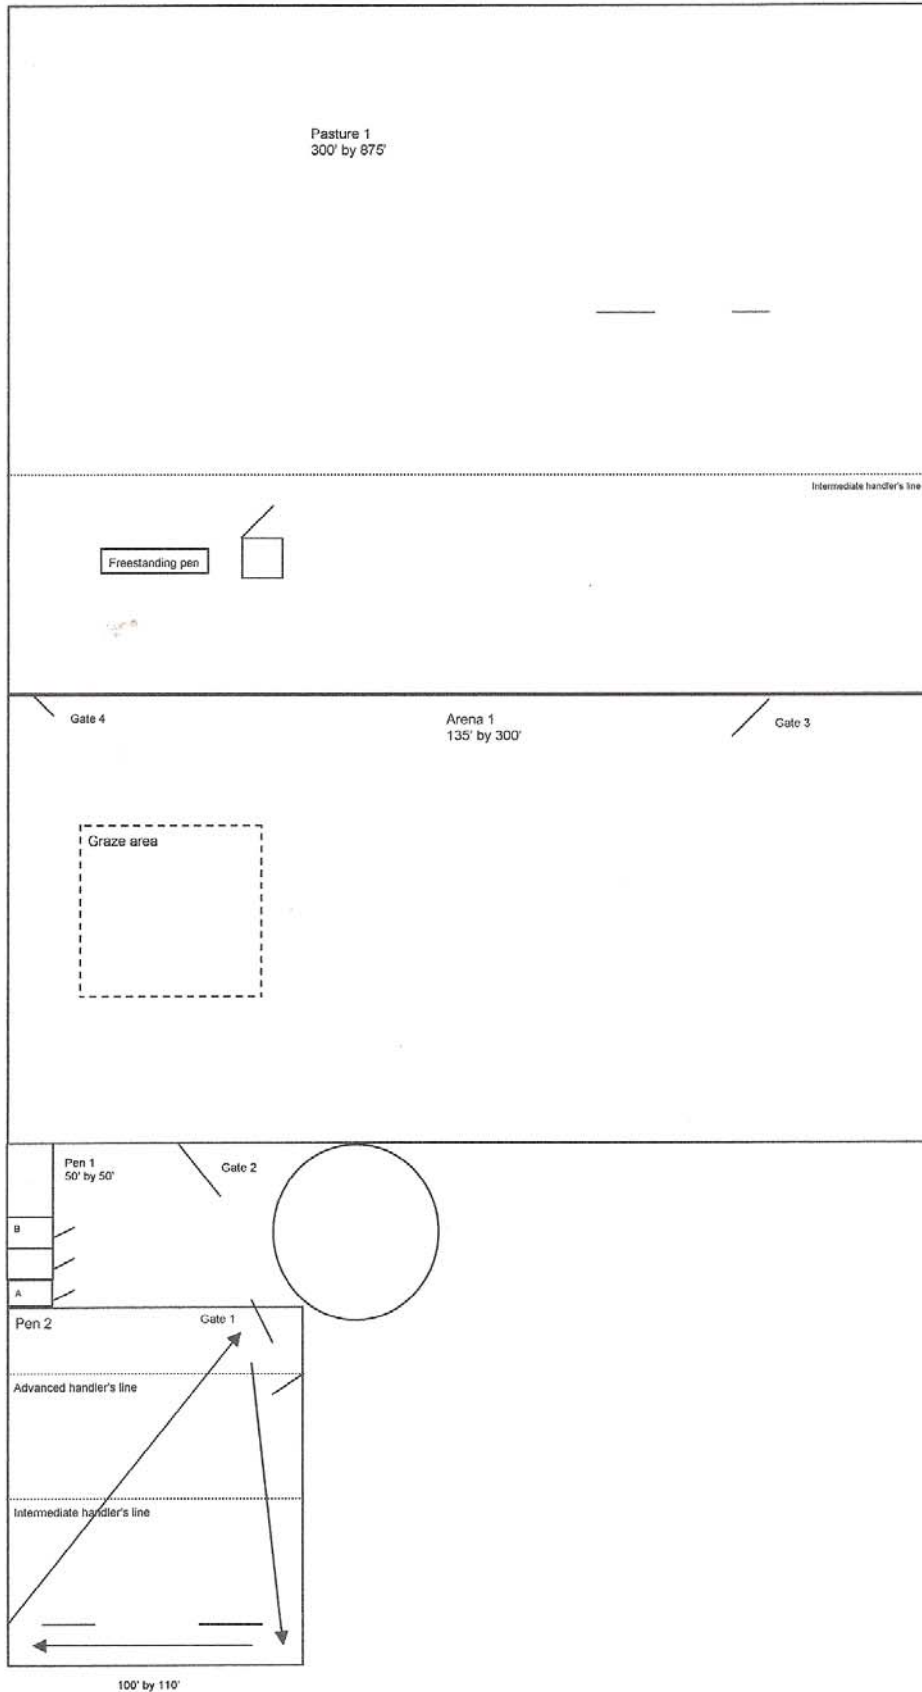 Pasture 1
300' by 875'
Intermediate handler's line
Freestanding pen
Gate 4
Arena 1
135' by 300'
Gate 3
Graze area
Pen 1
50' by 50'
Gate 2
B
A
Pen 2
Gate 1
Advanced handler's line
Intermediate handler's line
100' by 110'